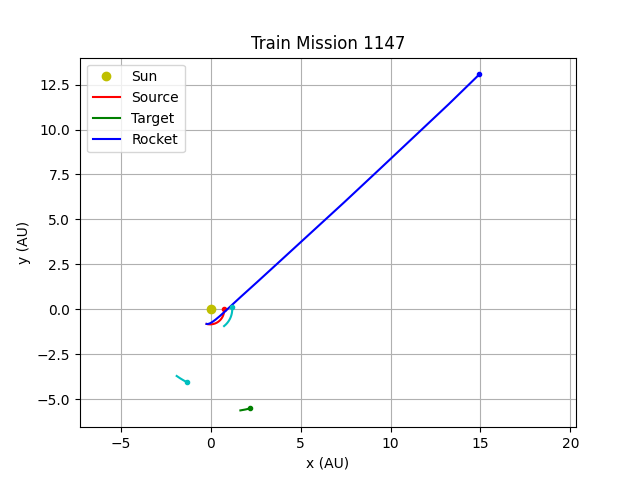 Train Mission 1147
Sun
Source
Target
Rocket
12.5
10.0
7.5
5.0
2.5
0.0
−2.5
−5.0
y (AU)
−5 0 5 10 15 20
x (AU)